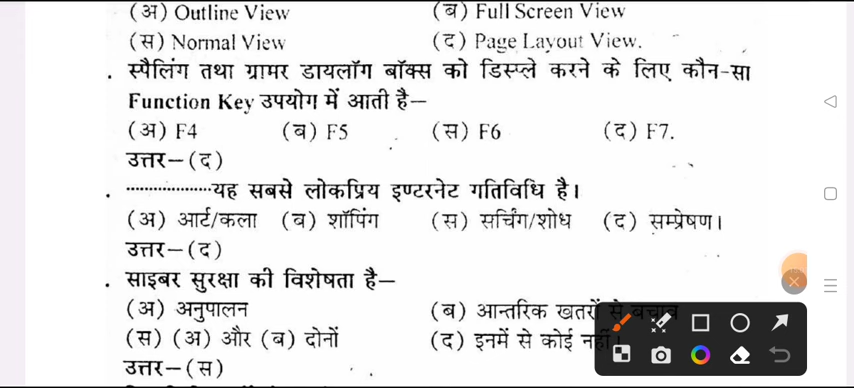 (अ) Outline View (ब) Full Screen View
(स) Normal View (द) Page Layout View.
. स्पैलिंग तथा ग्रामर डायलॉग बॉक्स को डिस्प्ले करने के लिए कौन-सा
Function Key उपयोग में आती है–
(अ) F4 (ब) F5 (स) F6 (द) F7.
उत्तर–(द)
. ..................यह सबसे लोकप्रिय इण्टरनेट गतिविधि है।
(अ) आर्ट/कला (ब) शॉपिंग (स) सर्चिंग/शोध (द) सम्प्रेषण।
उत्तर–(द)
. साइबर सुरक्षा की विशेषता है–
(अ) अनुपालन (ब) आन्तरिक खतरों से बचाव
(स) (अ) और (ब) दोनों (द) इनमें से कोई नहीं।
उत्तर–(स)